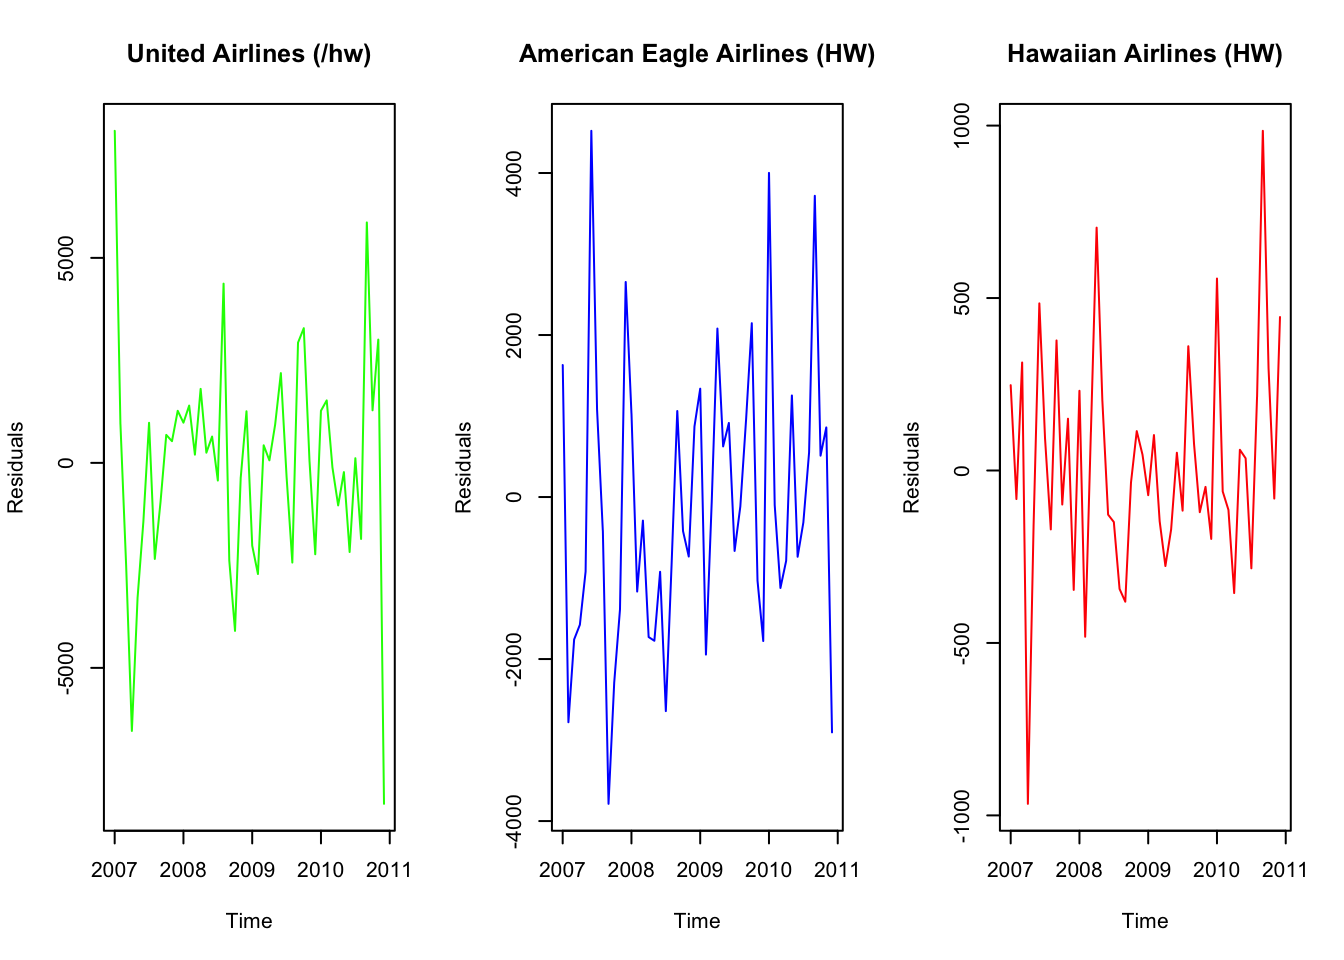 United Airlines (/hw)
Residuals
5000
0
-5000
2007 2008 2009 2010 2011
Time
American Eagle Airlines (HW)
Residuals
4000
2000
0
-2000
-4000
2007 2008 2009 2010 2011
Time
Hawaiian Airlines (HW)
Residuals
1000
500
0
-500
-1000
2007 2008 2009 2010 2011
Time